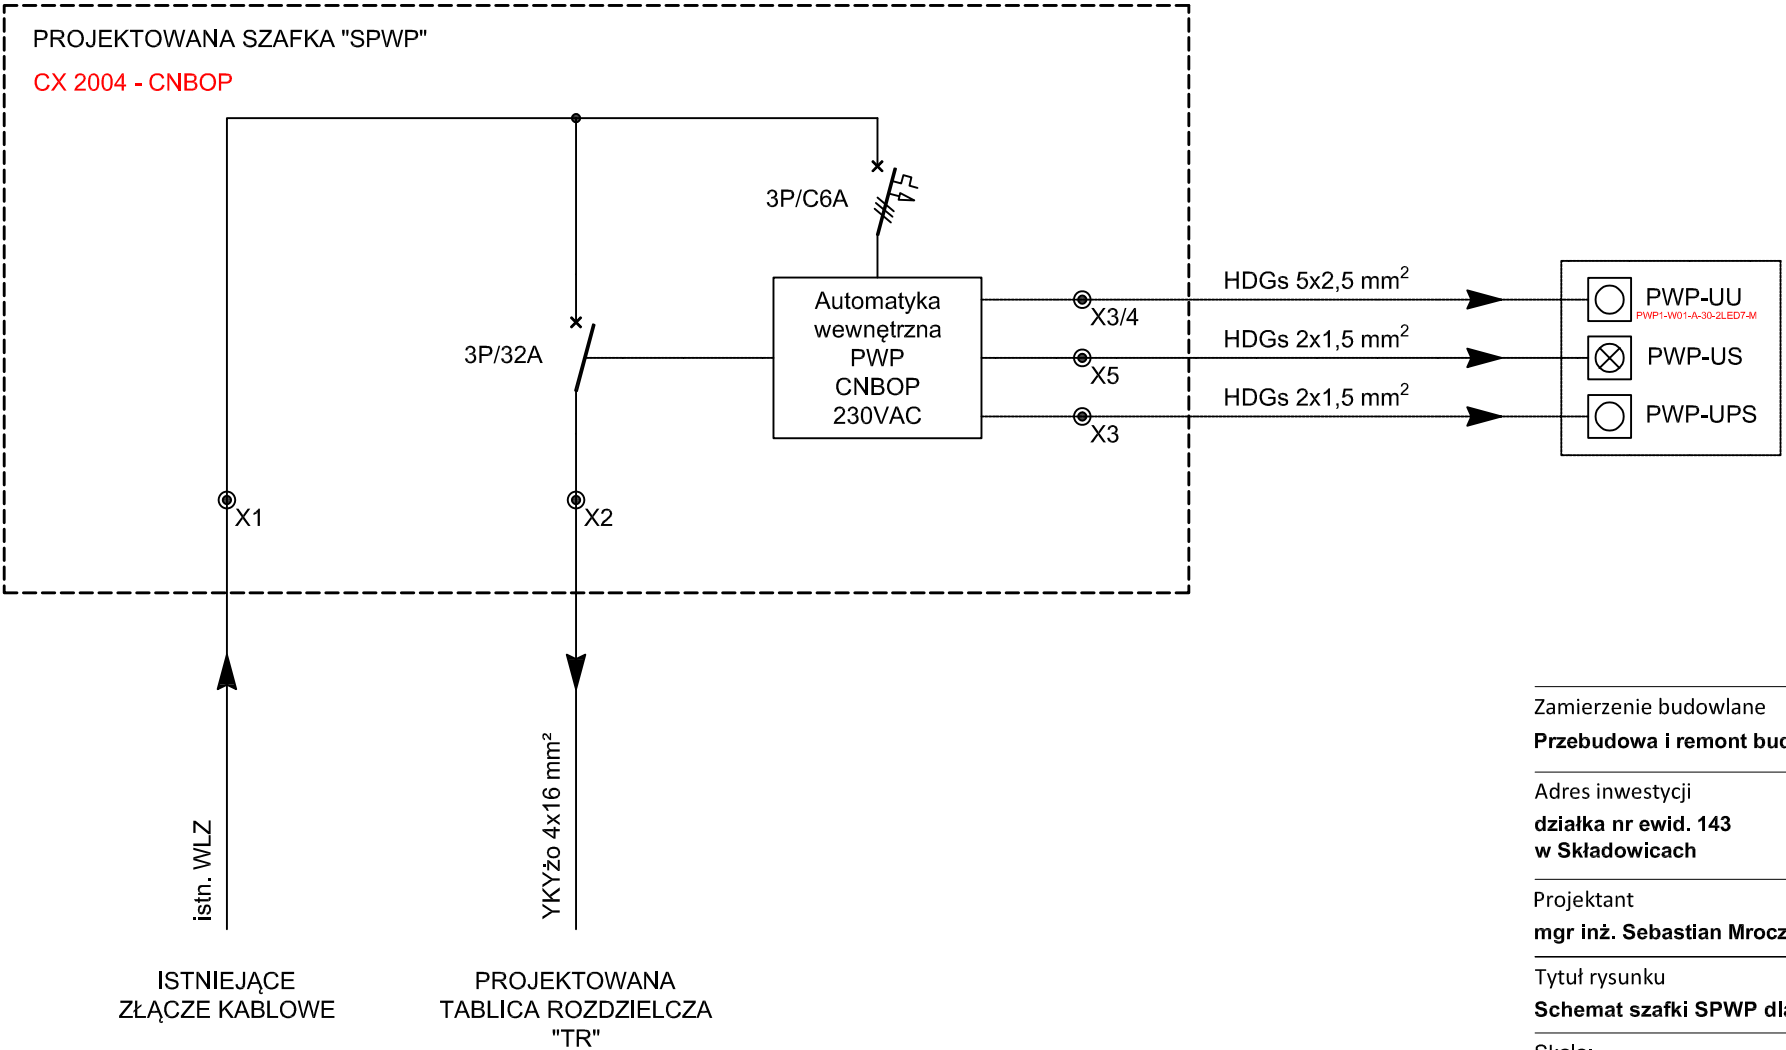 PROJEKTOWANA SZAFKA "SPWP"
CX 2004 - CNBOP
3P/C6A
3P/32A
Automatyka
wewnętrzna
PWP
CNBOP
230VAC
X3/4
X5
X3
X1
X2
HDGs 5x2,5 mm²
HDGs 2x1,5 mm²
HDGs 2x1,5 mm²
PWP-UU
PWP1-W01-A-30-2LED7-M
PWP-US
PWP-UPS
istn. WLZ
YKYżo 4x16 mm²
ISTNIEJĄCE
ZŁĄCZE KABLOWE
PROJEKTOWANA
TABLICA ROZDZIELCZA
"TR"
Zamierzenie budowlane
Przebudowa i remont
Adres inwestycji
działka nr ewid. 143
w Składowicach
Projektant
mgr inż. Sebastian
Tytuł rysunku
Schemat szafki SPWP